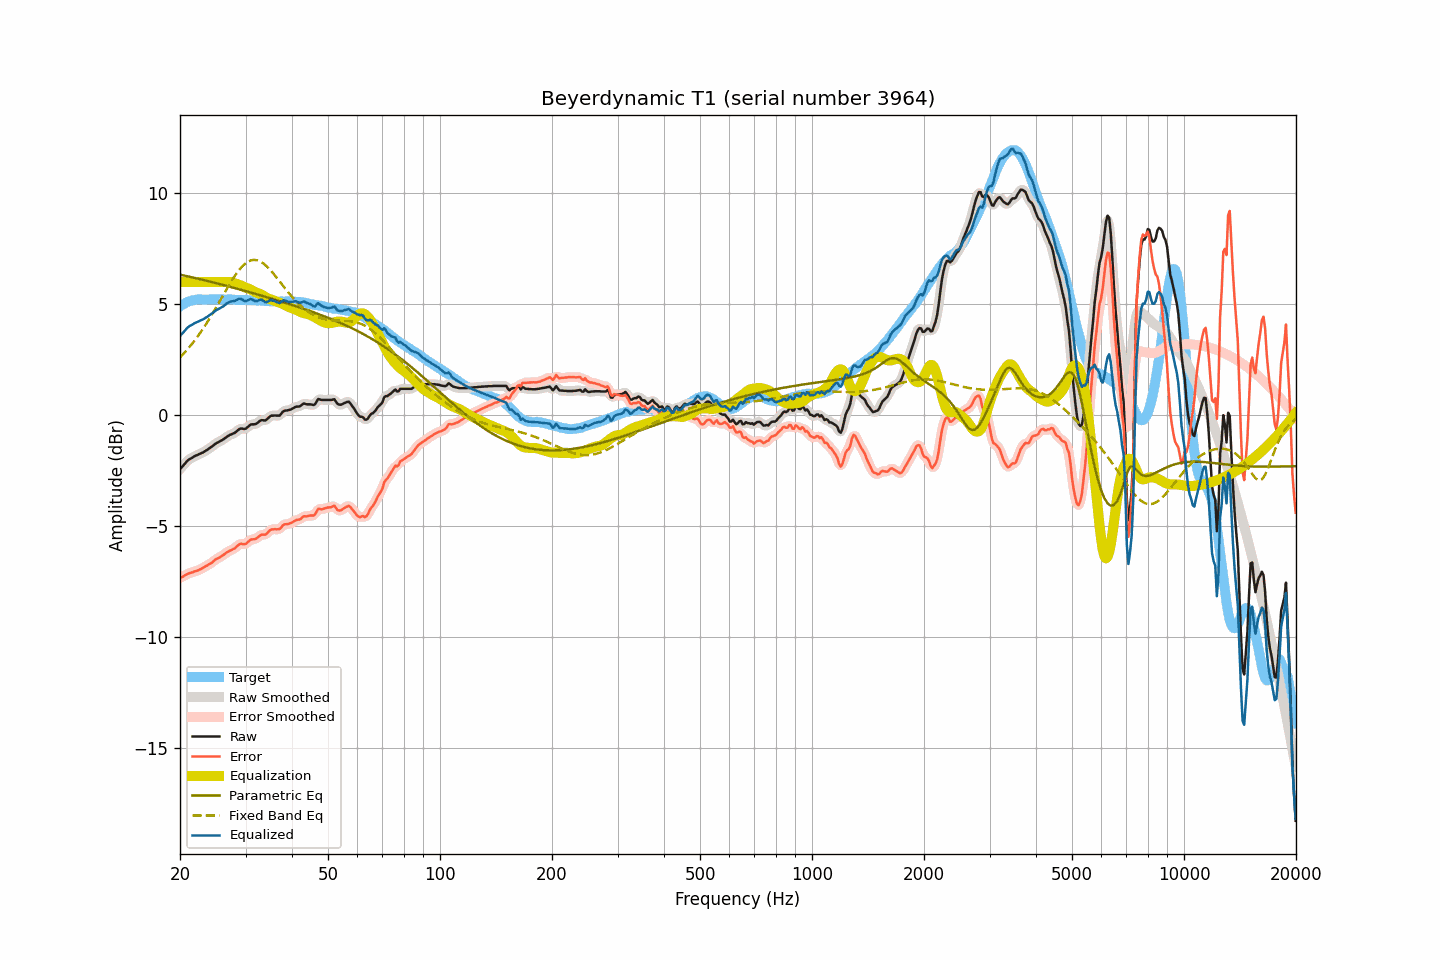 Beyerdynamic T1 (serial number 3964)
Amplitude (dBr)
10
5
0
−5
−10
−15
Target
Raw Smoothed
Error Smoothed
Raw
Error
Equalization
Parametric Eq
Fixed Band Eq
Equalized
20 50 100 200 500 1000 2000 5000 10000 20000
Frequency (Hz)